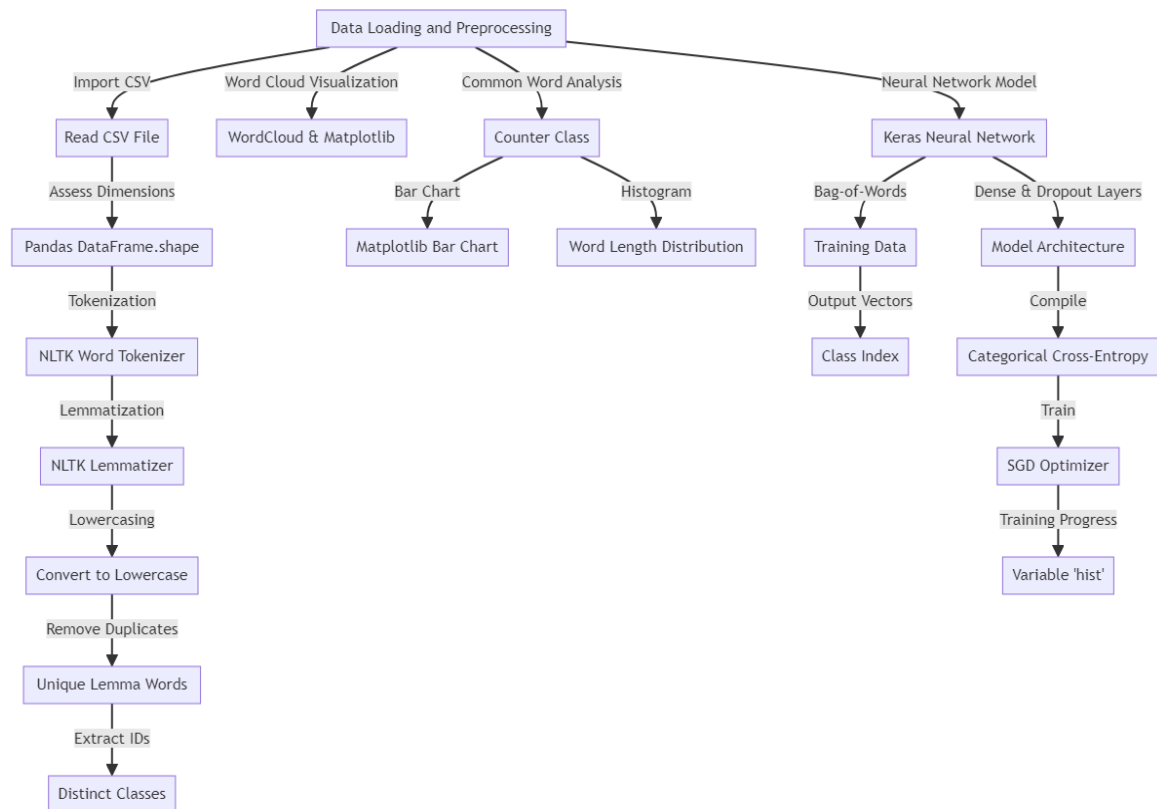 Data Loading and Preprocessing
Import CSV
Word Cloud Visualization
Common Word Analysis
Neural Network Model
Read CSV File
WordCloud & Matplotlib
Counter Class
Keras Neural Network
Assess Dimensions
Bar Chart
Histogram
Bag-of-Words
Dense & Dropout Layers
Pandas DataFrame.shape
Matplotlib Bar Chart
Word Length Distribution
Training Data
Model Architecture
Tokenization
Output Vectors
Compile
NLTK Word Tokenizer
Class Index
Categorical Cross-Entropy
Lemmatization
Train
NLTK Lemmatizer
SGD Optimizer
Lowercasing
Training Progress
Convert to Lowercase
Variable 'hist'
Remove Duplicates
Unique Lemma Words
Extract IDs
Distinct Classes